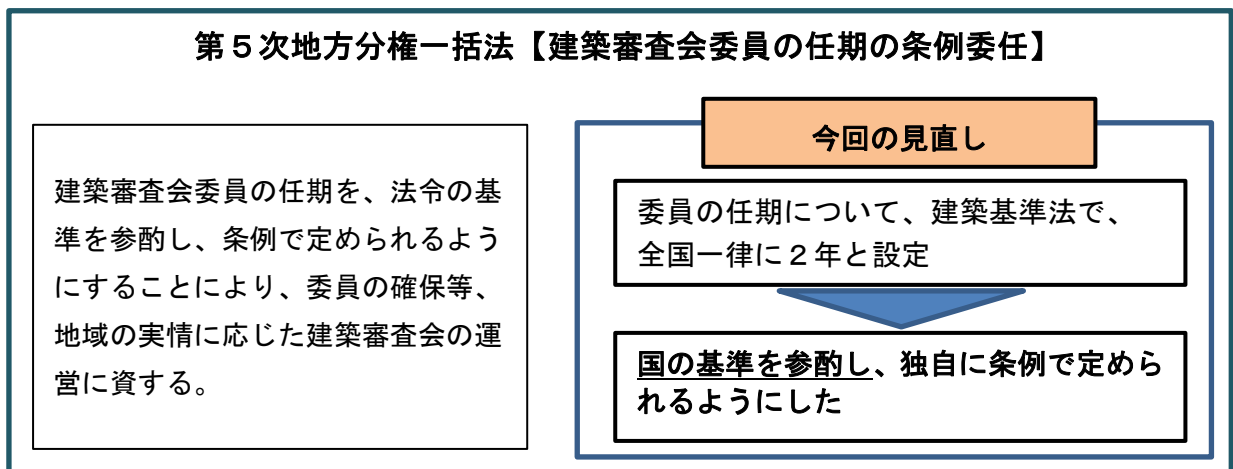 第５次地方分権一括法【建築審査会委員の任期の条例委任】
建築審査会委員の任期を、法令の基
準を参酌し、条例で定められるよう
にすることにより、委員の確保等、
地域の実情に応じた建築審査会の運
営に資する。
今回の見直し
委員の任期について、建築基準法で、
全国一律に２年と設定
国の基準を参酌し、独自に条例で定めら
れるようにした